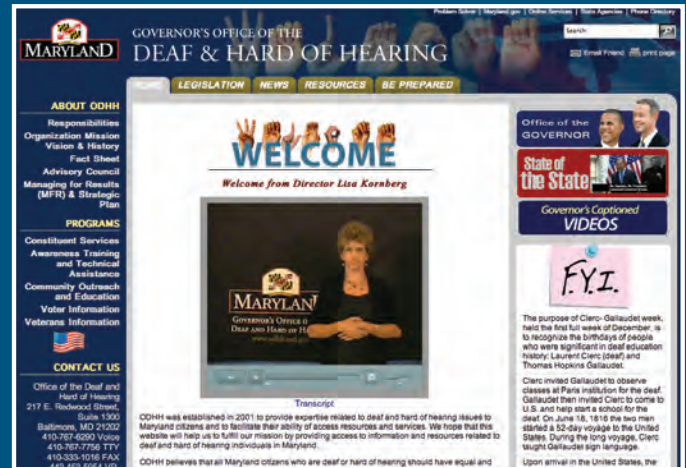 Problem Solver | Maryland.gov | Online Services | State Agencies | Phone Directory
MARYLAND
GOVERNOR'S OFFICE OF THE
DEAF & HARD OF HEARING
Search
Email Friend print page
HOME LEGISLATION NEWS RESOURCES BE PREPARED
ABOUT ODHH
Responsibilities
Organization Mission
Vision & History
Fact Sheet
Advisory Council
Managing for Results
(MFR) & Strategic
Plan
PROGRAMS
Constituent Services
Awareness Training
and Technical
Assistance
Community Outreach
and Education
Voter Information
Veterans Information
CONTACT US
Office of the Deaf and
Hard of Hearing
217 E. Redwood Street,
Suite 1300
Baltimore, MD 21202
410-767-6290 Voice
410-767-7756 TTY
410-333-1016 FAX
WELCOME
Welcome from Director Lisa Kornberg
MARYLAN
GOVERNOR'S OFFICE O
DEAF AND HARD OF H
Transcript
ODHH was established in 2001 to provide expertise related to deaf and hard of hearing issues to
Maryland citizens and to facilitate their ability of access resources and services. We hope that this
website will help us to fulfill our mission by providing access to information and resources related to
deaf and hard of hearing individuals in Maryland.
ODHH believes that all Maryland citizens who are deaf or hard of hearing should have equal and
Office of the
GOVERNOR
State of
the State
Governor's Captioned
VIDEOS
F.Y.I.
The purpose of Clerc- Gallaudet week,
held the first full week of December, is
to recognize the birthdays of people
who were significant in deaf education
history: Laurent Clerc (deaf) and
Thomas Hopkins Gallaudet.
Clerc invited Gallaudet to observe
classes at Paris institution for the deaf.
Gallaudet then invited Clerc to come to
U.S. and help start a school for the
deaf. On June 18, 1816 the two men
started a 52-day voyage to the United
States. During the long voyage, Clerc
taught Gallaudet sign language.
Upon arrival in the United States, the